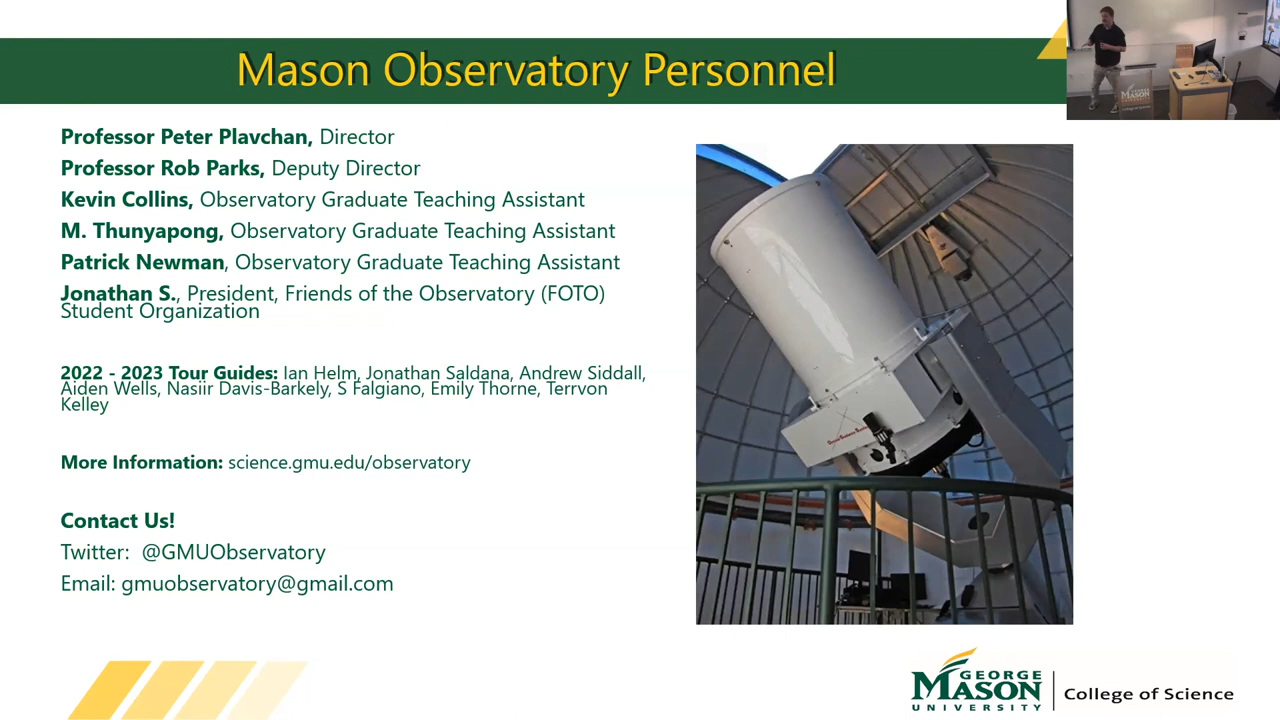 Mason Observatory Personnel
Professor Peter Plavchan, Director
Professor Rob Parks, Deputy Director
Kevin Collins, Observatory Graduate Teaching Assistant
M. Thunyapong, Observatory Graduate Teaching Assistant
Patrick Newman, Observatory Graduate Teaching Assistant
Jonathan S., President, Friends of the Observatory (FOTO)
Student Organization
2022 - 2023 Tour Guides: Ian Helm, Jonathan Saldana, Andrew Siddall,
Aiden Wells, Nasiir Davis-Barkely, S Falgiano, Emily Thorne, Terrvon
Kelley
More Information: science.gmu.edu/observatory
Contact Us!
Twitter: @GMUObservatory
Email: gmuobservatory@gmail.com
GEORGE
MASON
UNIVERSITY
College of Science
MASON